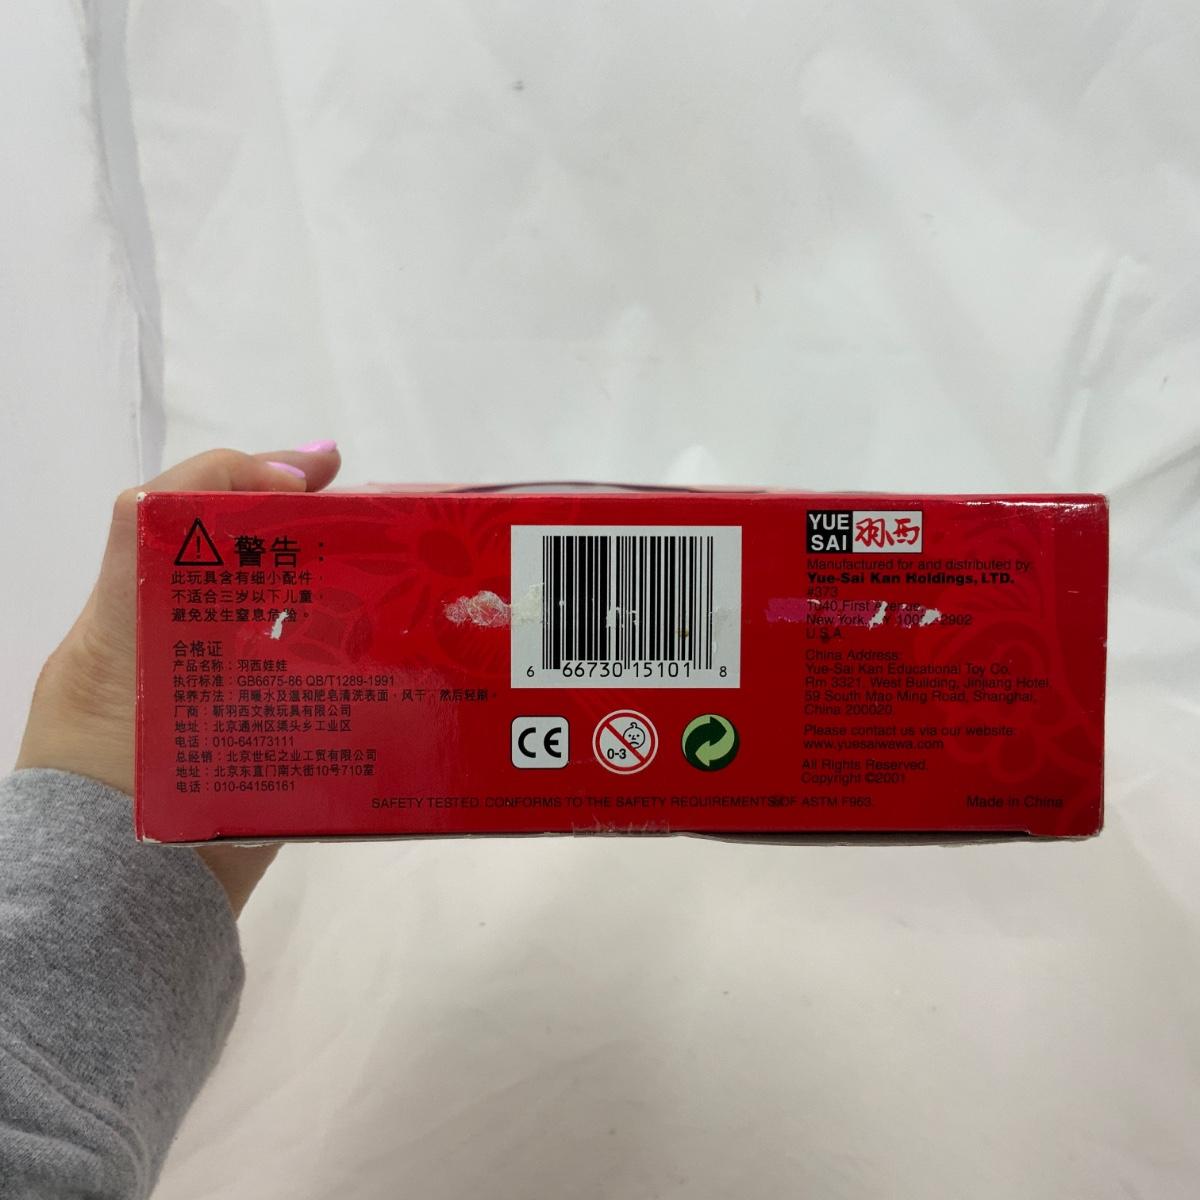 警告：
此玩具含有细小配件，
不适合三岁以下儿童，
避免发生窒息危险。
合格证
产品名称：羽西娃娃
执行标准：GB6675-86 QB/T1289-1991
保养方法：用暖水及温和肥皂清洗表面，风干，然后轻刷。
厂商：靳羽西文教玩具有限公司
地址：北京通州区渠头乡工业区
电话：010-64173111
总经销：北京世纪之业工贸有限公司
地址：北京东直门南大街10号710室
电话：010-64156161
6 66730 15101 8
CE
0-3
YUE SAI 羽西
Manufactured for and distributed by:
Yue-Sai Kan Holdings, LTD.
#373
1040 First Avenue
New York, NY 2902
U.S.A.
China Address:
Yue-Sai Kan Educational Toy Co.
Rm 3321, West Building, Jinjiang Hotel
59 South Mao Ming Road, Shanghai,
China 200020.
Please contact us via our website:
www.yuesaiwawa.com
All Rights Reserved.
Copyright ©2001
SAFETY TESTED. CONFORMS TO THE SAFETY REQUIREMENTS OF ASTM F963.
Made in China